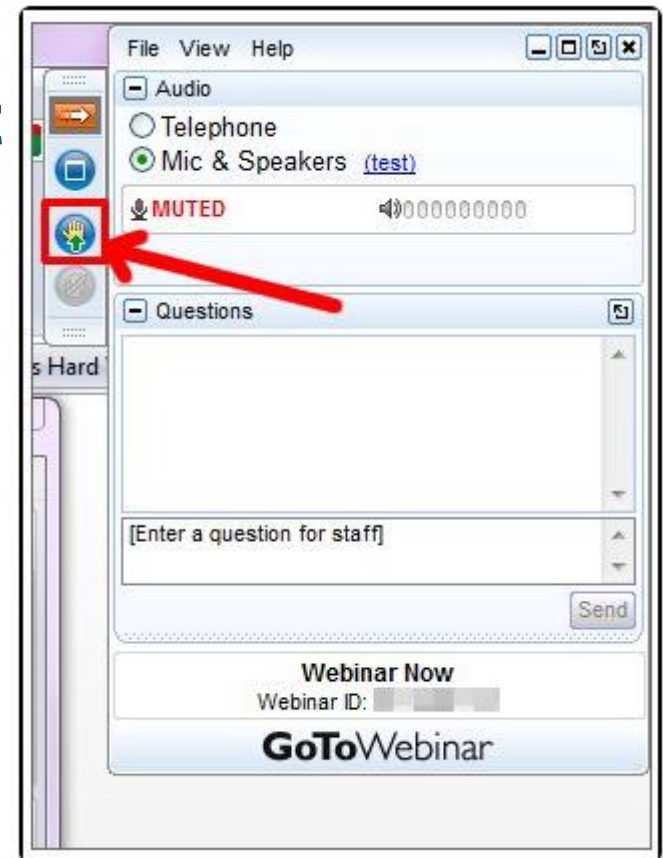 File View Help
Audio
Telephone
Mic & Speakers (test)
MUTED
000000000
Questions
s Hard
[Enter a question for staff]
Send
Webinar Now
Webinar ID:
GoToWebinar